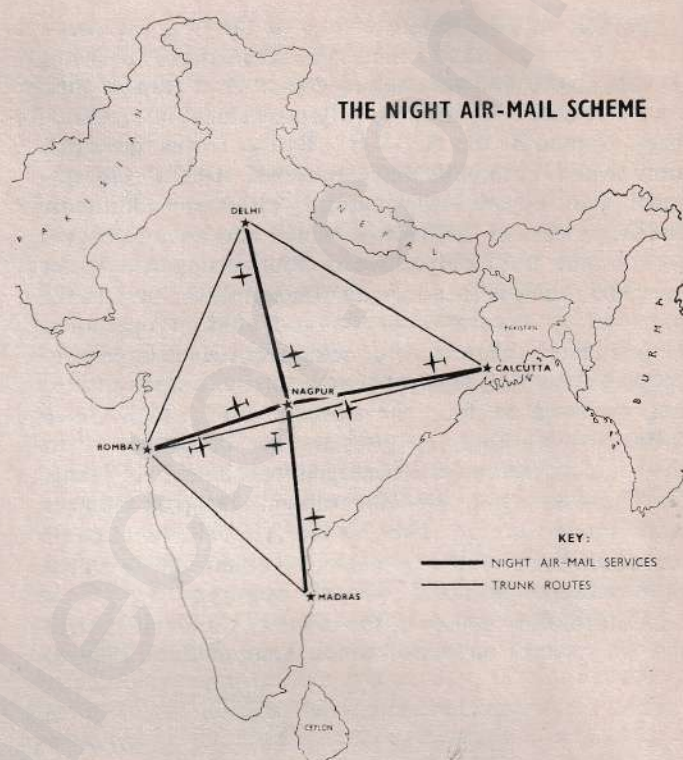 THE NIGHT AIR-MAIL SCHEME
PAKISTAN
DELHI
NEPAL
PAKISTAN
BURMA
CALCUTTA
NAGPUR
BOMBAY
KEY:
NIGHT AIR-MAIL SERVICES
TRUNK ROUTES
MADRAS
CEYLON